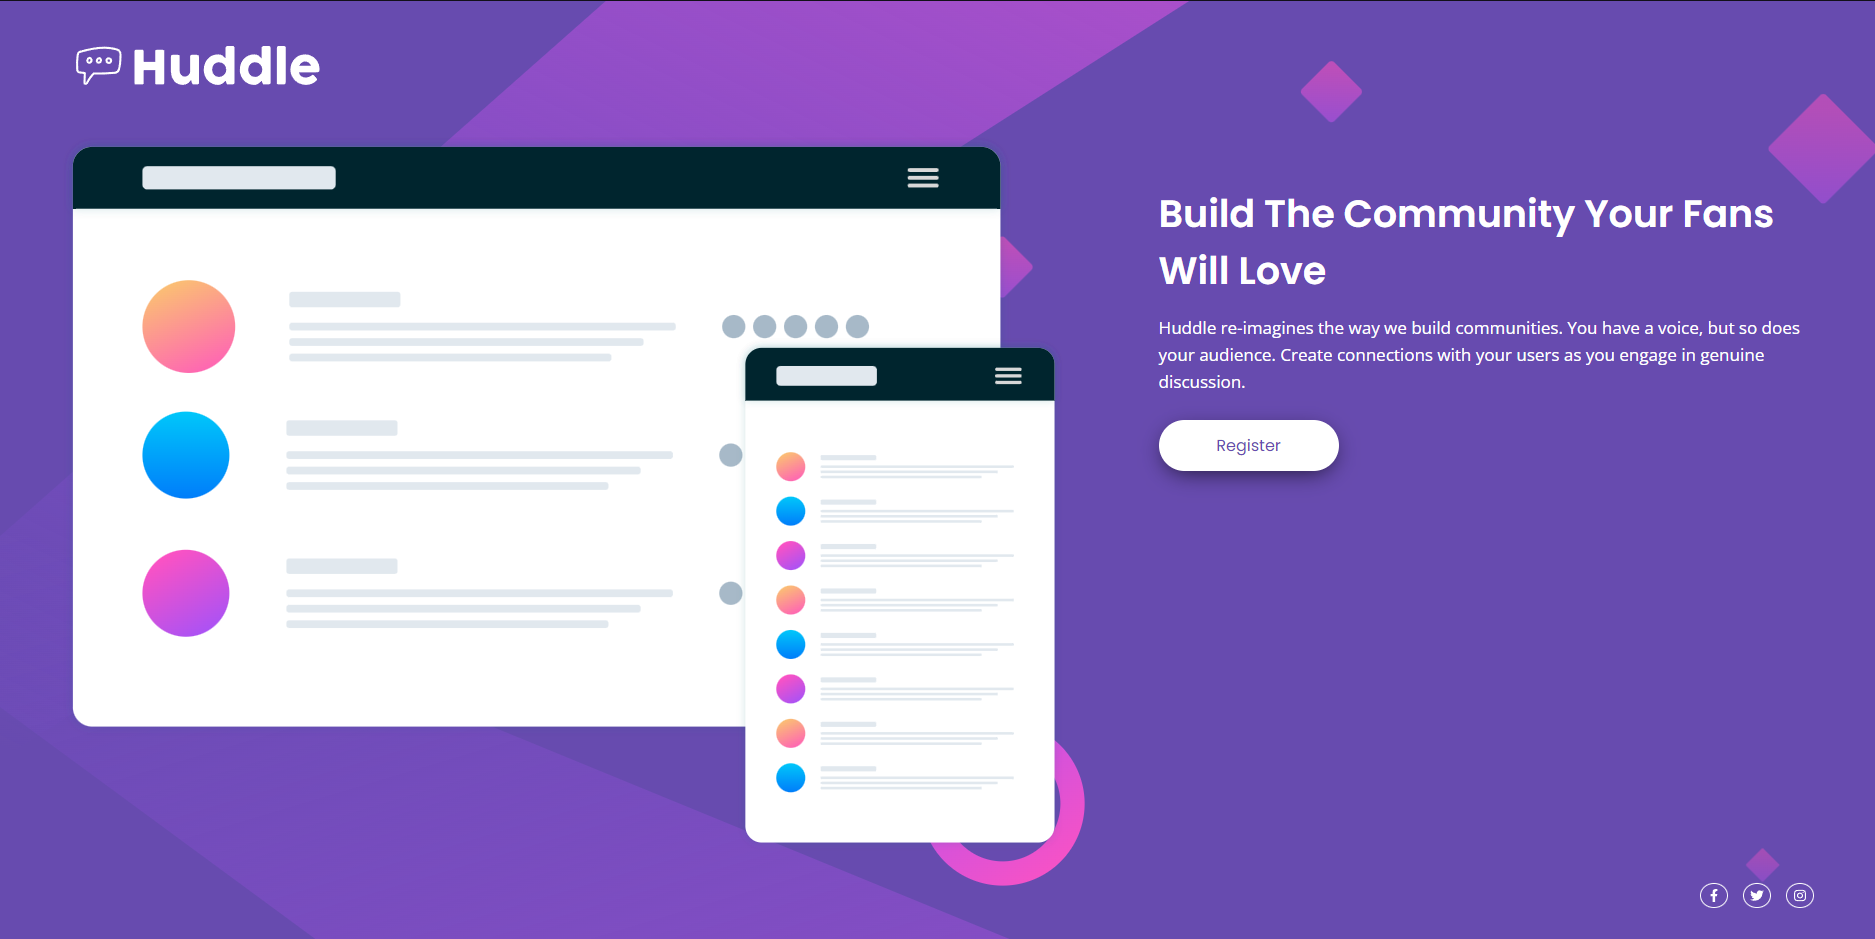 Huddle
Build The Community Your Fans
Will Love
Huddle re-imagines the way we build communities. You have a voice, but so does
your audience. Create connections with your users as you engage in genuine
discussion.
Register